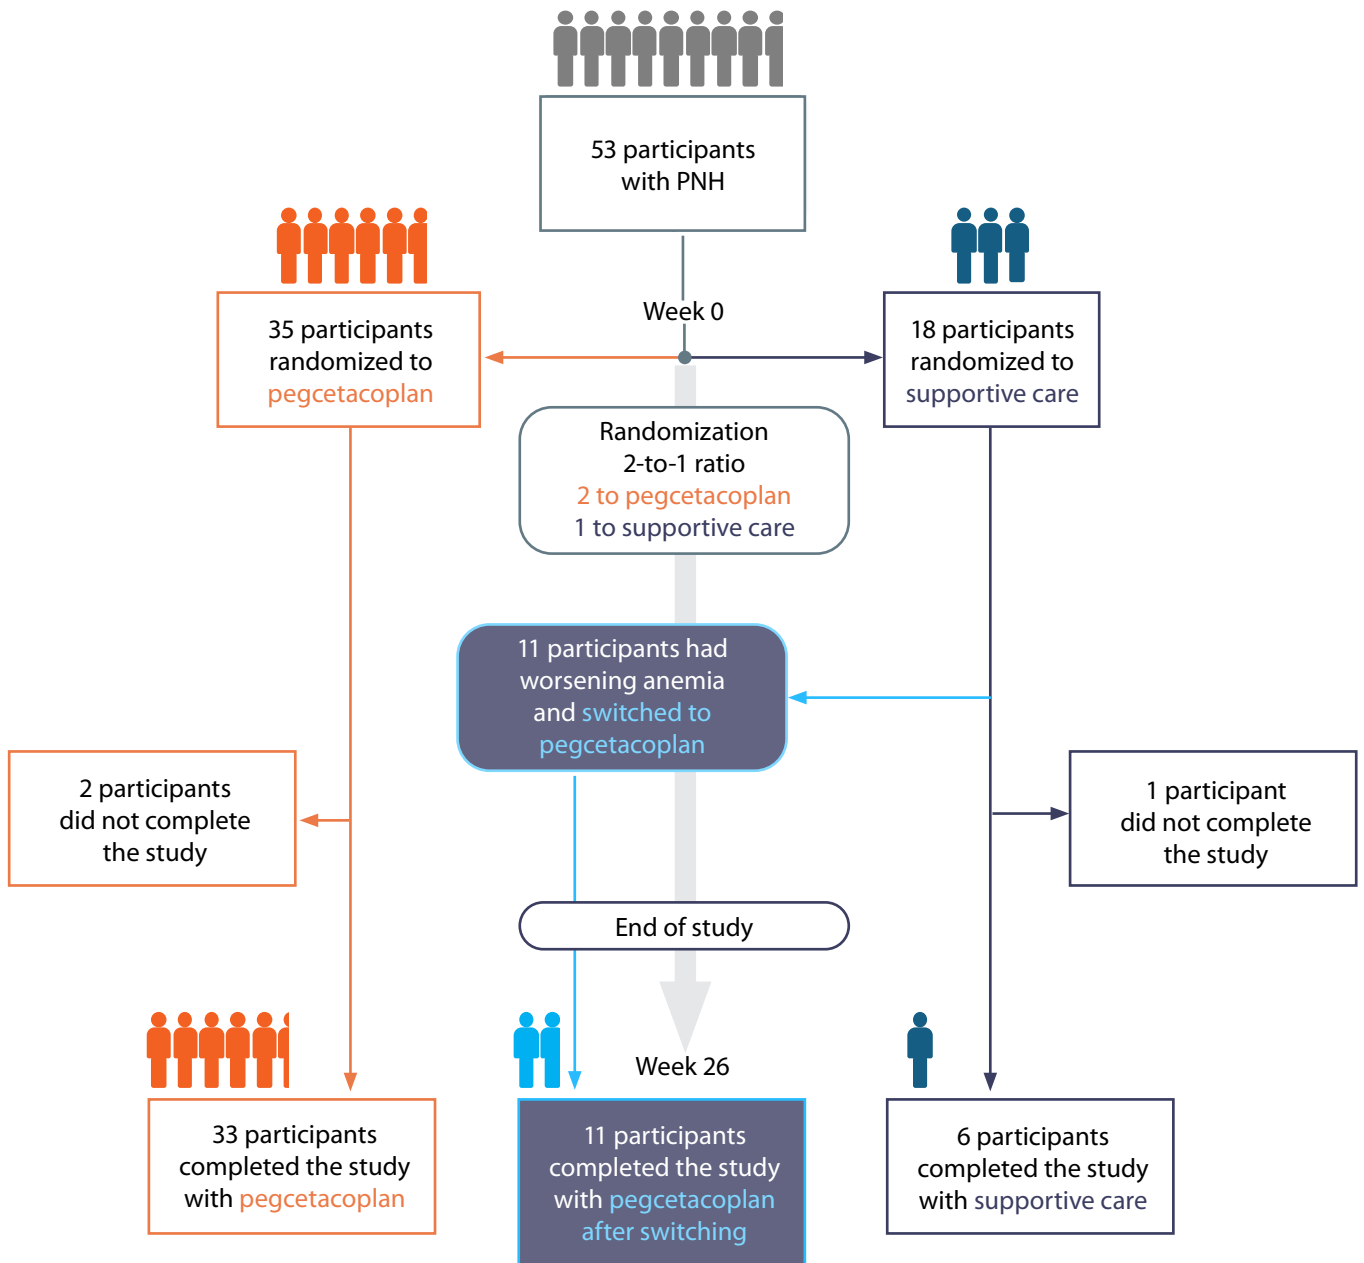 53 participants
with PNH
Week 0
35 participants
randomized to
pegcetacoplan
18 participants
randomized to
supportive care
Randomization
2-to-1 ratio
2 to pegcetacoplan
1 to supportive care
11 participants had
worsening anemia
and switched to
pegcetacoplan
2 participants
did not complete
the study
1 participant
did not complete
the study
End of study
Week 26
33 participants
completed the study
with pegcetacoplan
11 participants
completed the study
with pegcetacoplan
after switching
6 participants
completed the study
with supportive care